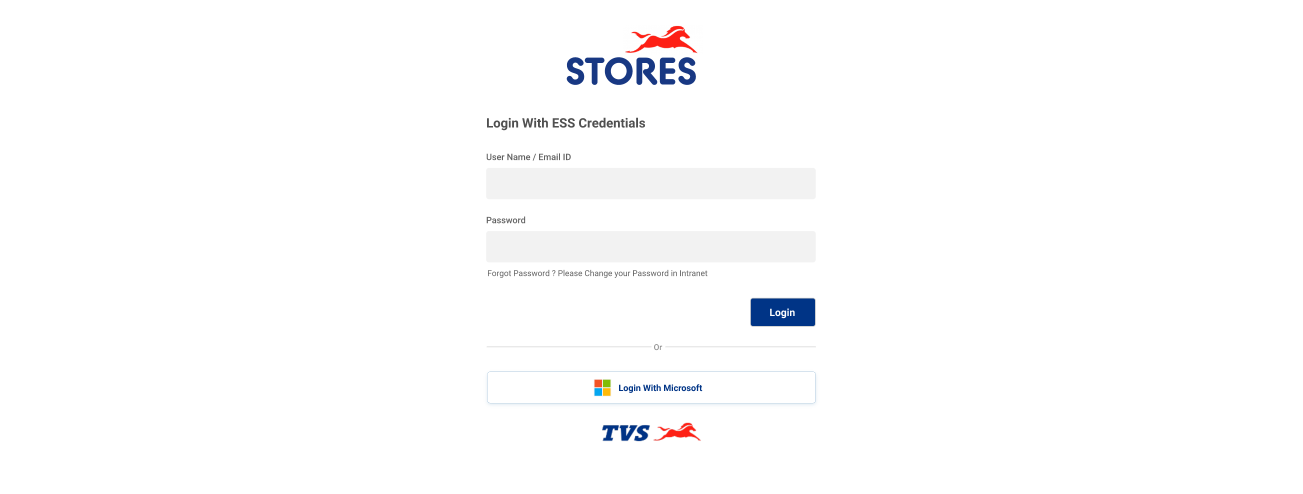 STORES
Login With ESS Credentials
User Name / Email ID
Password
Forgot Password ? Please Change your Password in Intranet
Login
Or
Login With Microsoft
TVS